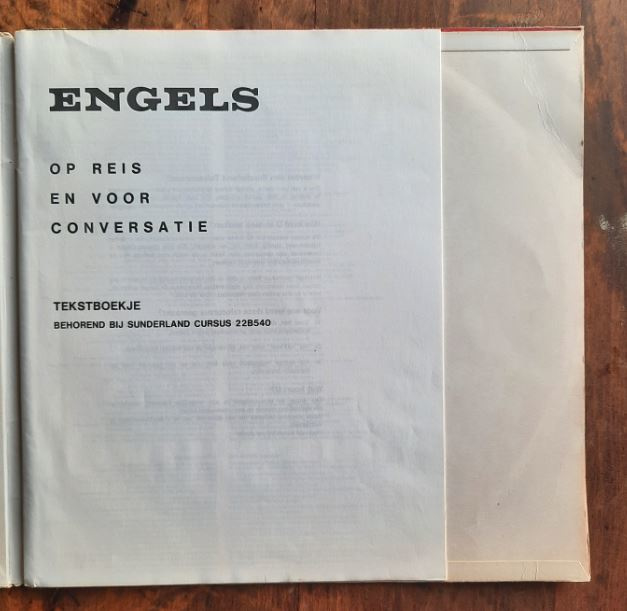 ENGELS
OP REIS
EN VOOR
CONVERSATIE
TEKSTBOEKJE
BEHOREND BIJ SUNDERLAND CURSUS 22B540